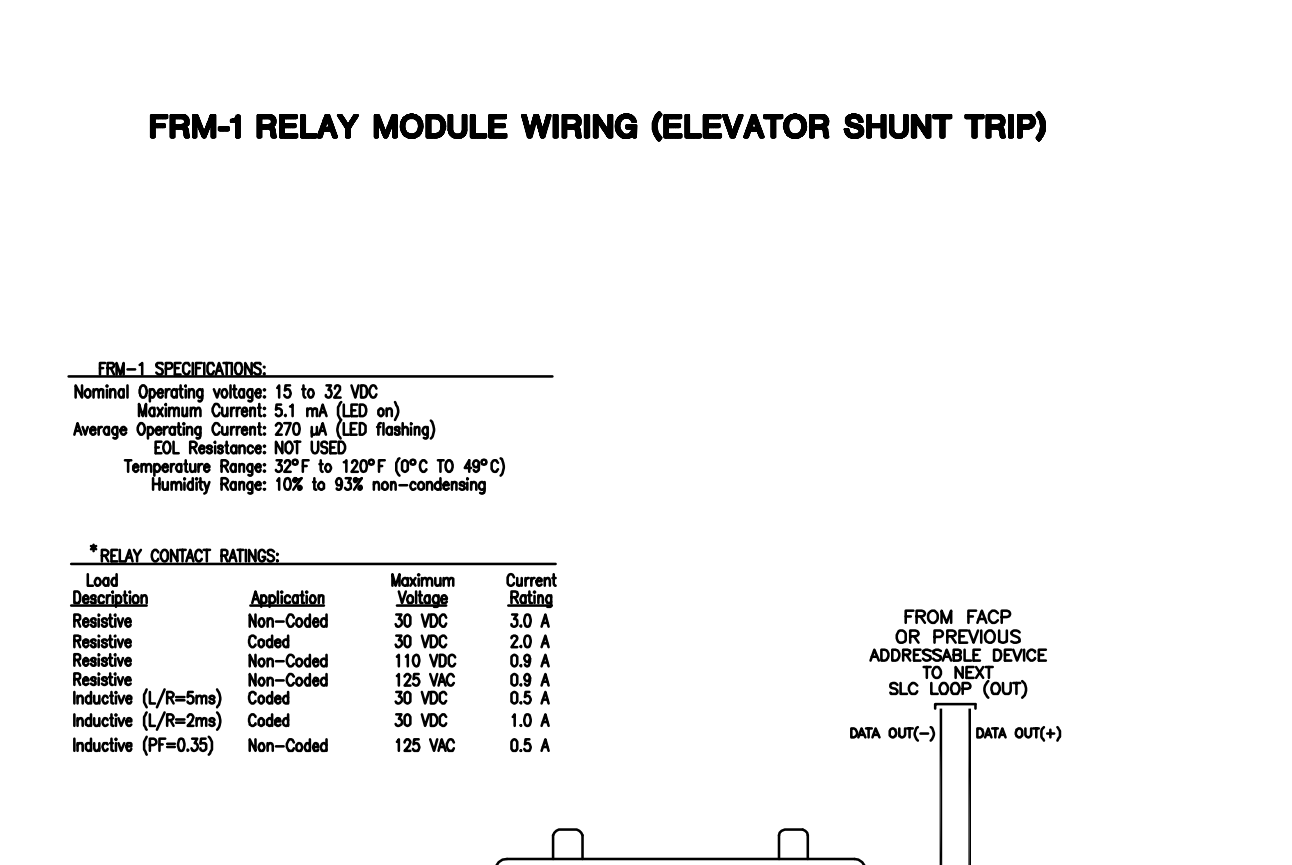 FRM-1 RELAY MODULE WIRING (ELEVATOR SHUNT TRIP)
FRM-1 SPECIFICATIONS:
Nominal Operating voltage: 15 to 32 VDC
Maximum Current: 5.1 mA (LED on)
Average Operating Current: 270 µA (LED flashing)
EOL Resistance: NOT USED
Temperature Range: 32°F to 120°F (0°C TO 49°C)
Humidity Range: 10% to 93% non-condensing
*RELAY CONTACT RATINGS:
Load Maximum Current
Description Application Voltage Rating
Resistive Non-Coded 30 VDC 3.0 A
Resistive Coded 30 VDC 2.0 A
Resistive Non-Coded 110 VDC 0.9 A
Resistive Non-Coded 125 VAC 0.9 A
Inductive (L/R=5ms) Coded 30 VDC 0.5 A
Inductive (L/R=2ms) Coded 30 VDC 1.0 A
Inductive (PF=0.35) Non-Coded 125 VAC 0.5 A
FROM FACP
OR PREVIOUS
ADDRESSABLE DEVICE
TO NEXT
SLC LOOP (OUT)
DATA OUT(-) DATA OUT(+)